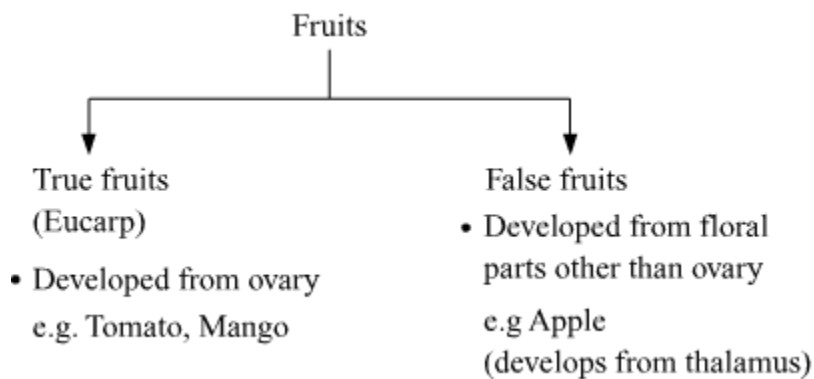 Fruits
True fruits
(Eucarp)
• Developed from ovary
e.g. Tomato, Mango
False fruits
• Developed from floral
parts other than ovary
e.g Apple
(develops from thalamus)